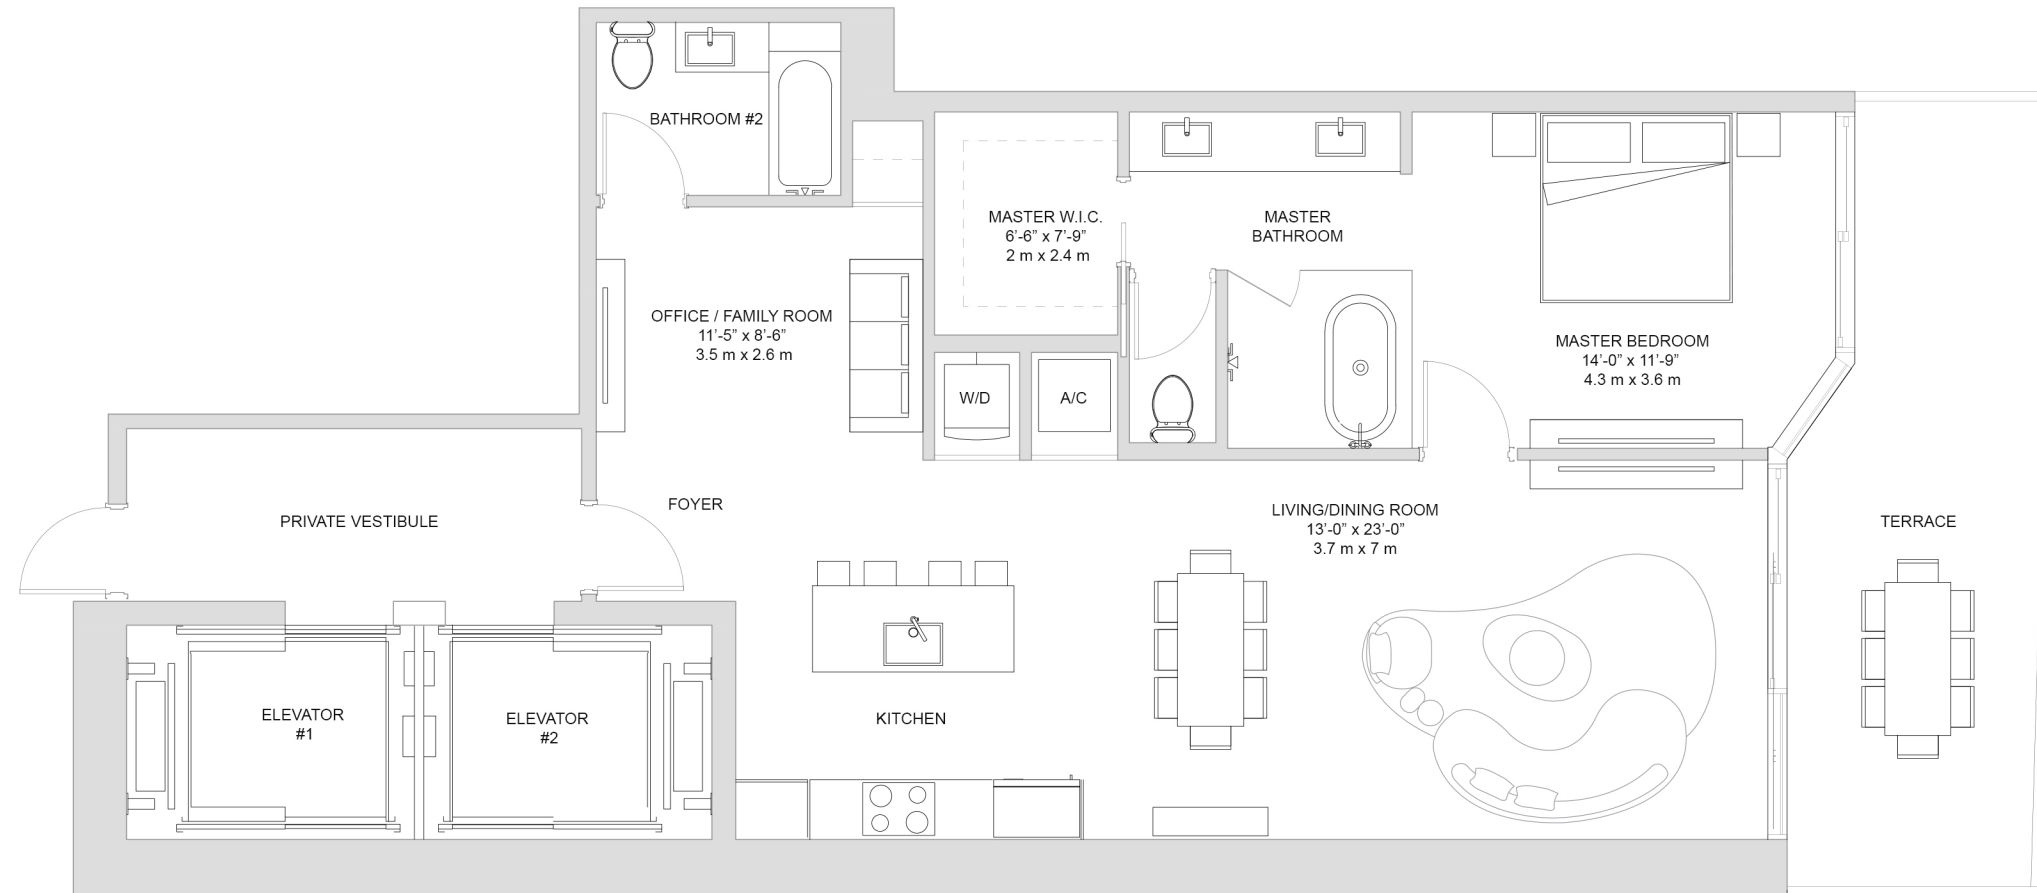 BATHROOM #2
MASTER W.I.C.
6'-6” x 7'-9”
2 m x 2.4 m
MASTER
BATHROOM
OFFICE / FAMILY ROOM
11'-5” x 8'-6”
3.5 m x 2.6 m
MASTER BEDROOM
14'-0” x 11'-9”
4.3 m x 3.6 m
W/D
A/C
FOYER
PRIVATE VESTIBULE
LIVING/DINING ROOM
13'-0” x 23'-0”
3.7 m x 7 m
TERRACE
ELEVATOR
#1
ELEVATOR
#2
KITCHEN